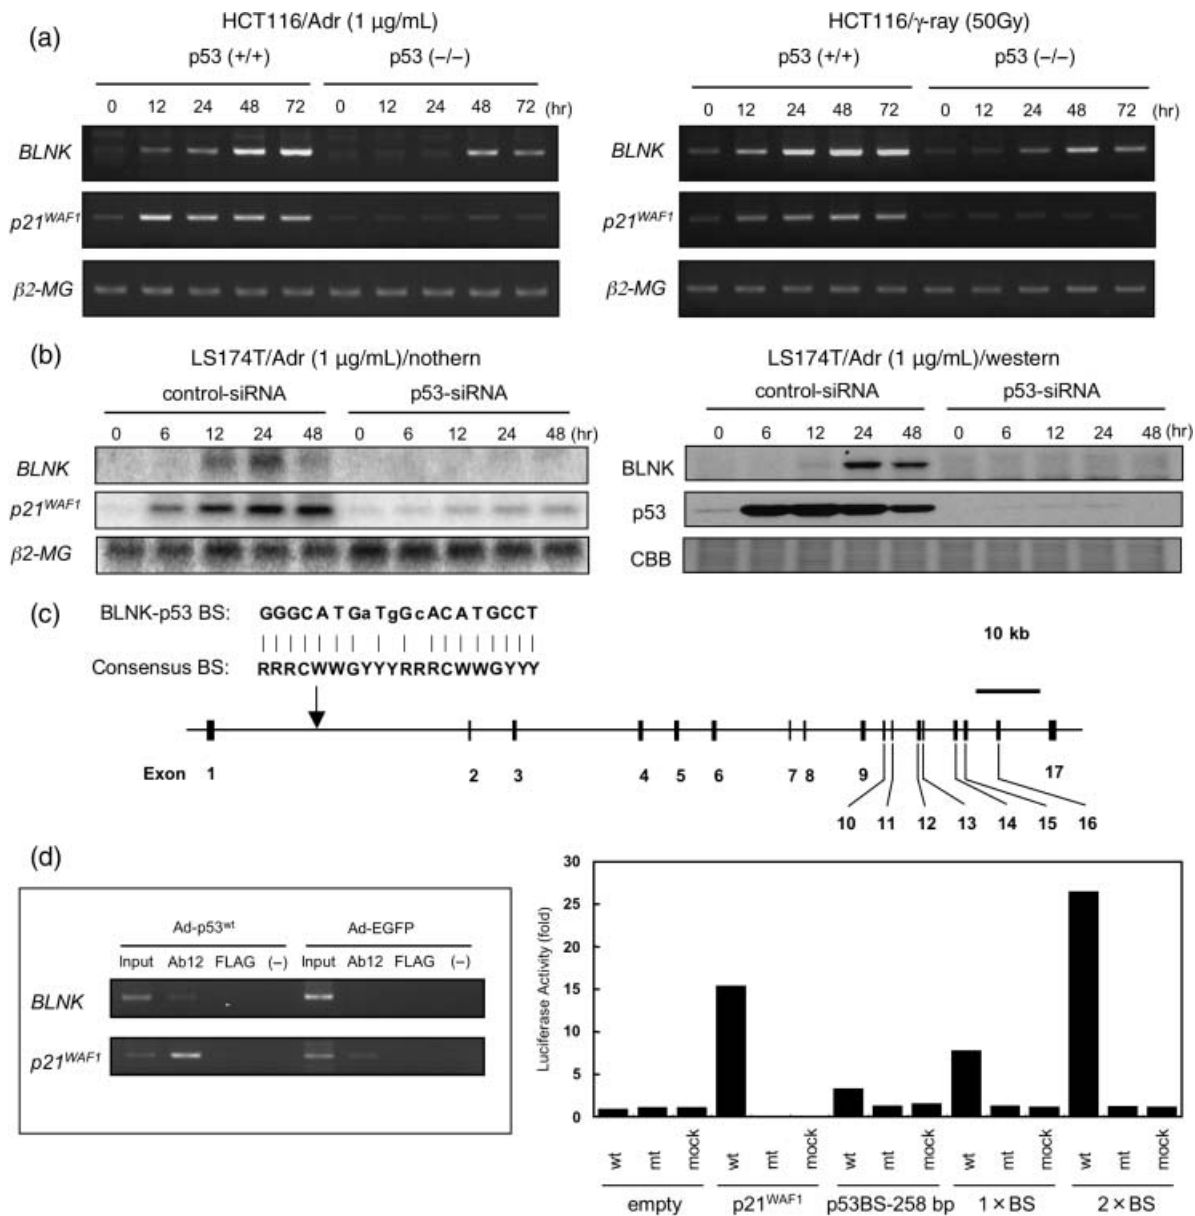 (a)
HCT116/Adr (1 µg/mL)
p53 (+/+) p53 (−/−)
0 12 24 48 72 0 12 24 48 72 (hr)
BLNK
p21WAF1
β2-MG
HCT116/γ-ray (50Gy)
p53 (+/+) p53 (−/−)
0 12 24 48 72 0 12 24 48 72 (hr)
BLNK
p21WAF1
β2-MG
(b)
LS174T/Adr (1 µg/mL)/nothern
control-siRNA p53-siRNA
0 6 12 24 48 0 6 12 24 48 (hr)
BLNK
p21WAF1
β2-MG
LS174T/Adr (1 µg/mL)/western
control-siRNA p53-siRNA
0 6 12 24 48 0 6 12 24 48 (hr)
BLNK
p53
CBB
(c)
BLNK-p53 BS: GGGCATGaTgGcACATGCCT
Consensus BS: RRRCWWGYYYRRRCWWGYYY
10 kb
Exon 1 2 3 4 5 6 7 8 9 17
10 11 12 13 14 15 16
(d)
Ad-p53wt Ad-EGFP
Input Ab12 FLAG (−) Input Ab12 FLAG (−)
BLNK
p21WAF1
Luciferase Activity (fold)
30
25
20
15
10
5
0
wt mt mock wt mt mock wt mt mock wt mt mock wt mt mock
empty p21WAF1 p53BS-258 bp 1 × BS 2 × BS